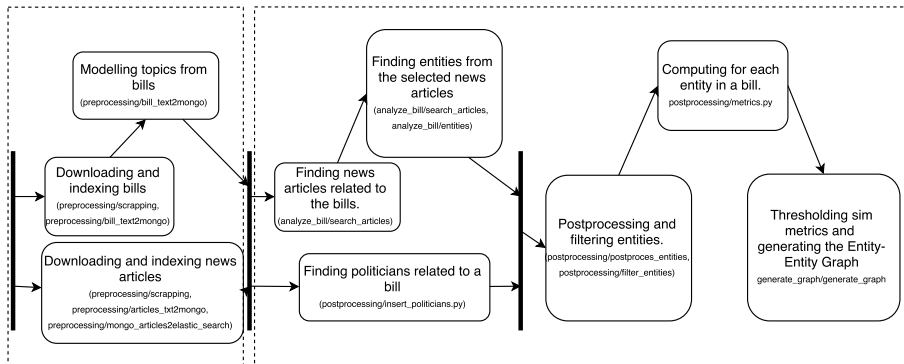 Modelling topics from
bills
(preprocessing/bill_text2mongo)
Downloading and
indexing bills
(preprocessing/scrapping,
preprocessing/bill_text2mongo)
Downloading and indexing news
articles
(preprocessing/scrapping,
preprocessing/articles_txt2mongo,
preprocessing/mongo_articles2elastic_search)
Finding entities from
the selected news
articles
(analyze_bill/search_articles,
analyze_bill/entities)
Finding news
articles related to
the bills.
(analyze_bill/search_articles)
Finding politicians related to a
bill
(postprocessing/insert_politicians.py)
Computing for each
entity in a bill.
postprocessing/metrics.py
Postprocessing and
filtering entities.
(postprocessing/postproces_entities,
postprocessing/filter_entities)
Thresholding sim
metrics and
generating the Entity-
Entity Graph
generate_graph/generate_graph